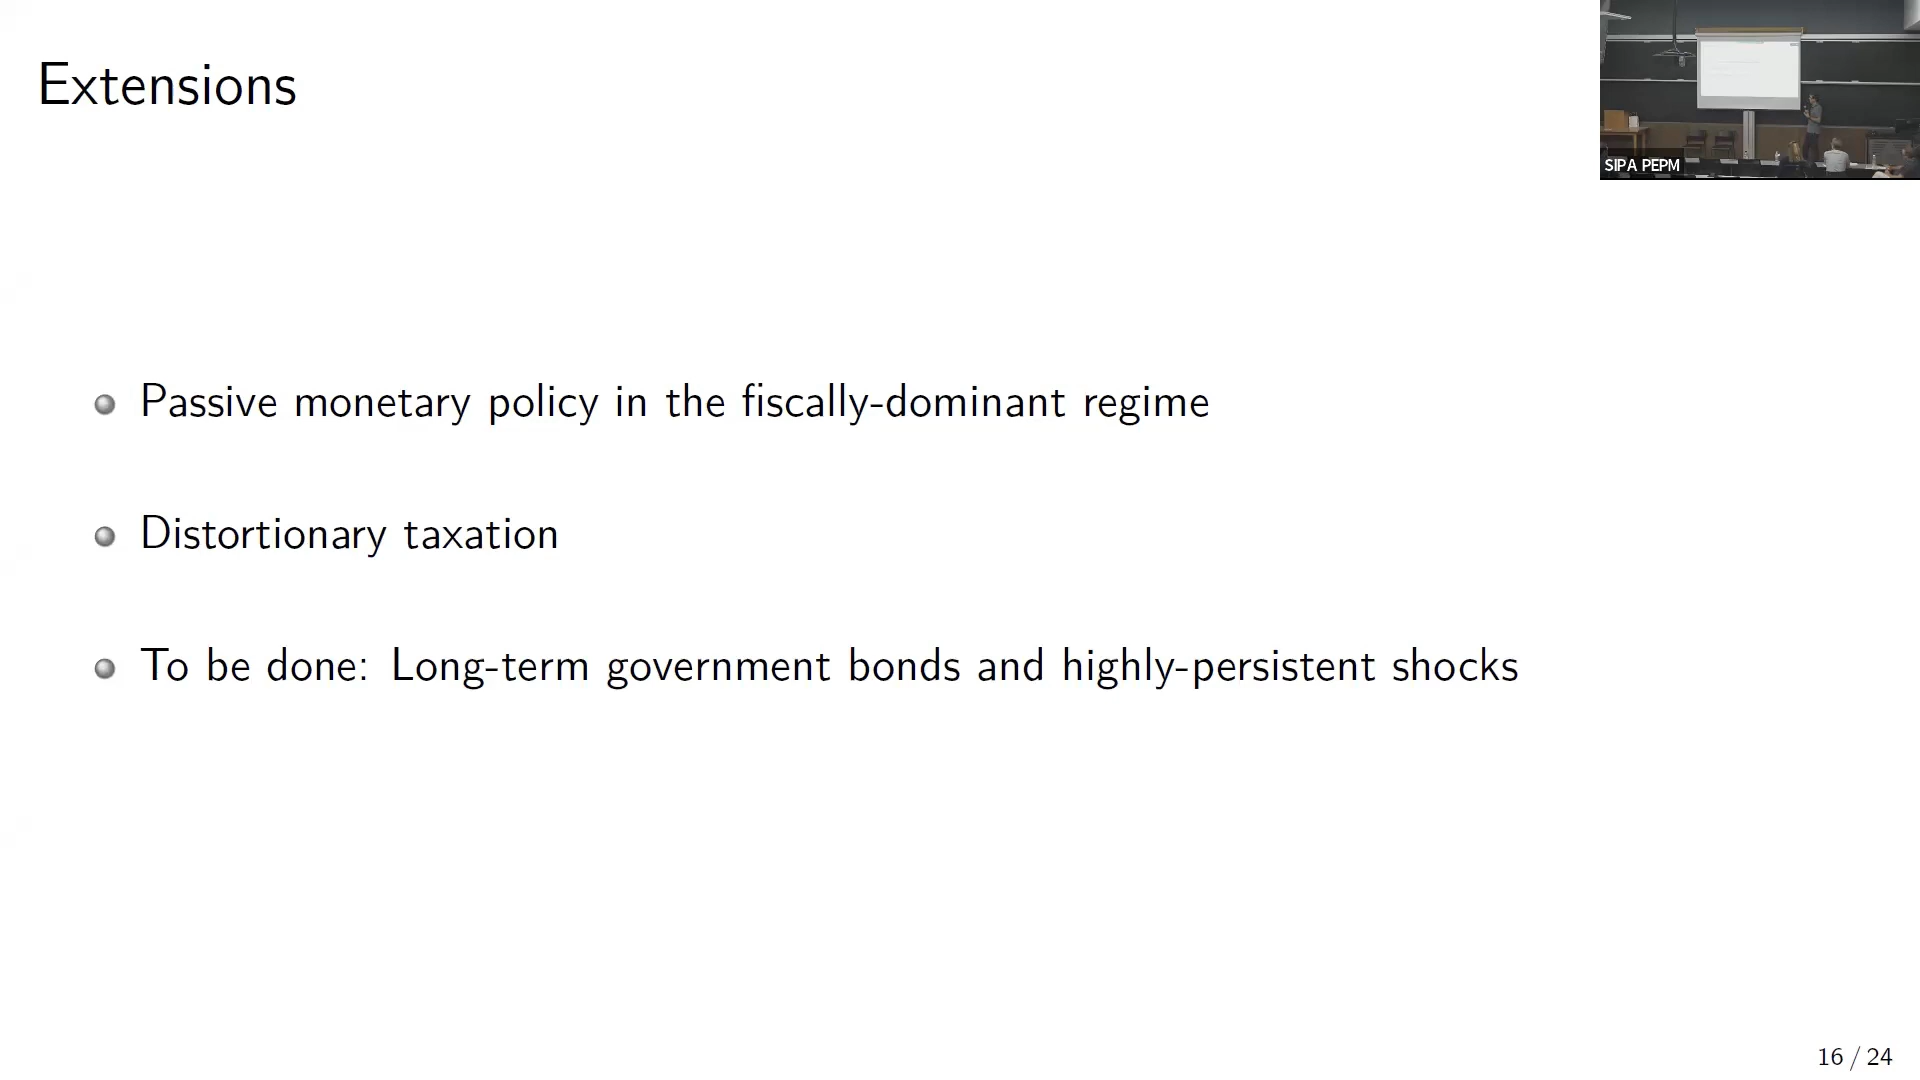 Extensions
SIPA PEPM
Passive monetary policy in the fiscally-dominant regime
Distortionary taxation
To be done: Long-term government bonds and highly-persistent shocks
16 / 24